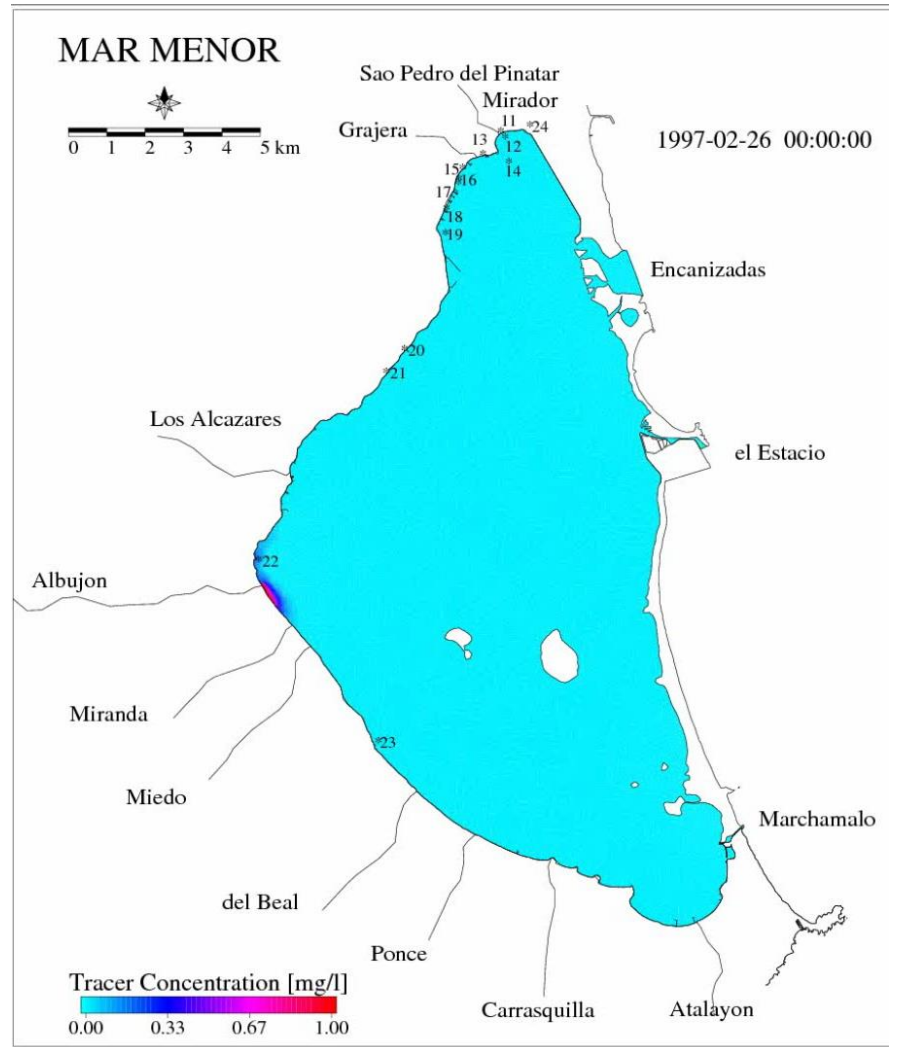 MAR MENOR
Sao Pedro del Pinatar
Mirador
Grajera
0 1 2 3 4 5 km
1997-02-26 00:00:00
11
24
12
13
14
15
16
17
18
19
Encanizadas
20
21
Los Alcazares
el Estacio
22
Albujon
Miranda
23
Miedo
Marchamalo
del Beal
Ponce
Tracer Concentration [mg/l]
0.00 0.33 0.67 1.00
Carrasquilla
Atalayon